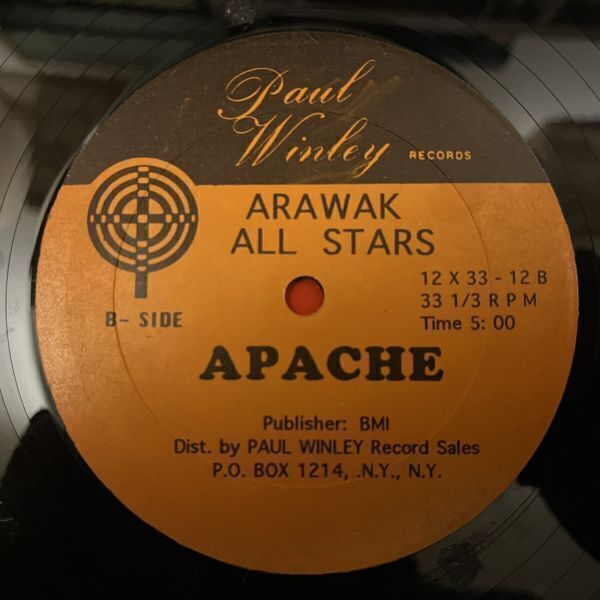 Paul
Winley RECORDS
ARAWAK
ALL STARS
12 X 33 - 12 B
33 1/3 R P M
Time 5: 00
B- SIDE
APACHE
Publisher: BMI
Dist. by PAUL WINLEY Record Sales
P.O. BOX 1214, .N.Y., N.Y.